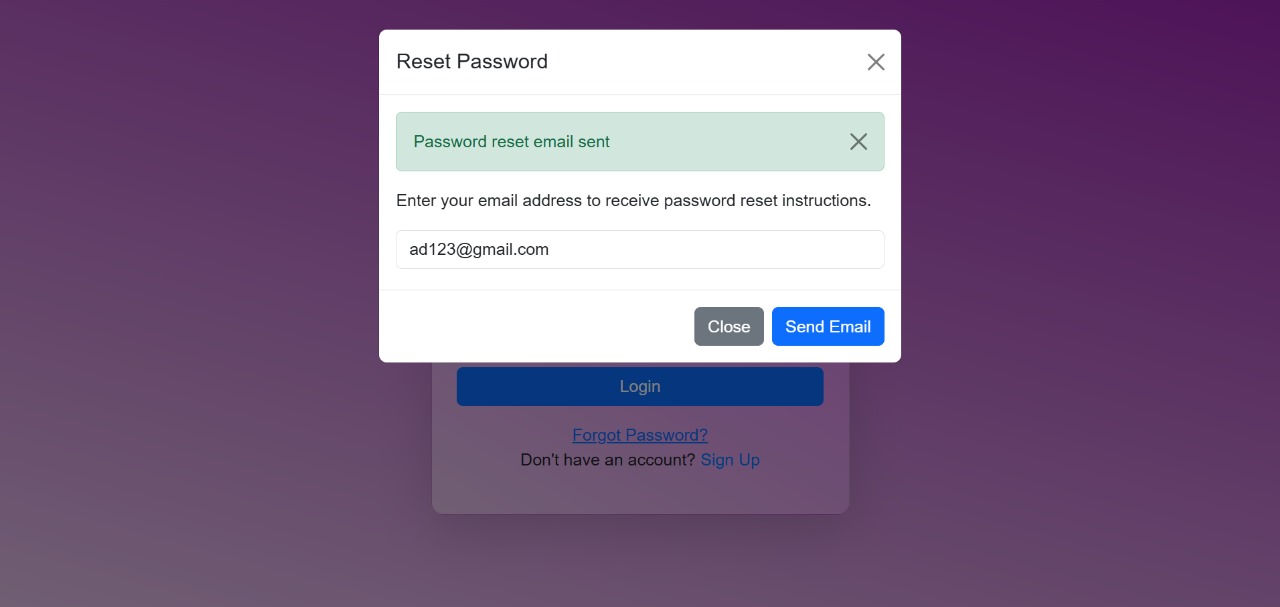 Reset Password
Password reset email sent
Enter your email address to receive password reset instructions.
ad123@gmail.com
Close Send Email
Login
Forgot Password?
Don't have an account? Sign Up